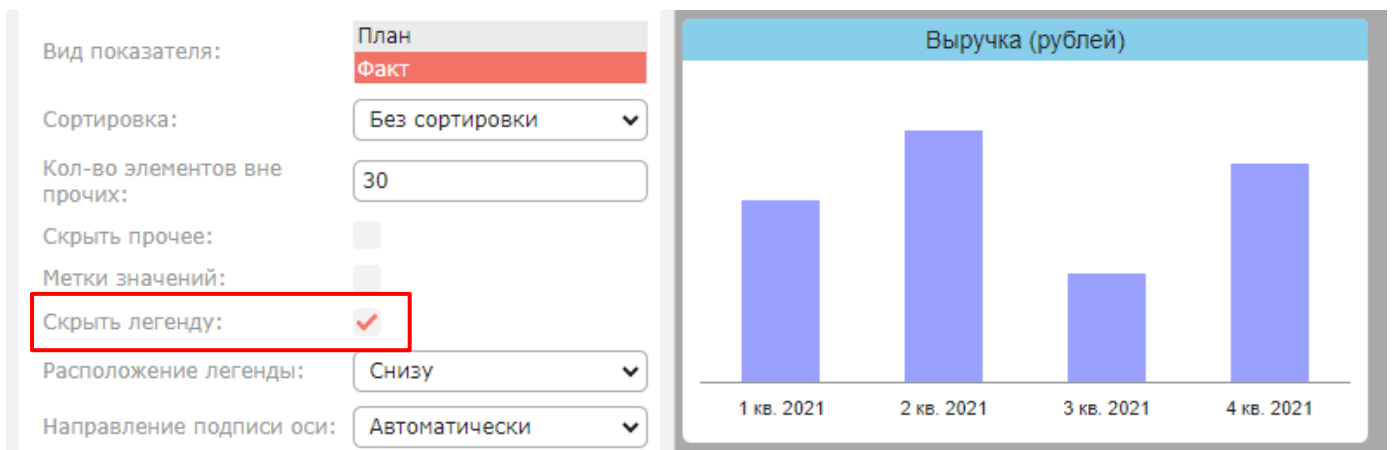 Вид показателя:
План
Факт
Сортировка:
Без сортировки
Кол-во элементов вне
прочих:
30
Скрыть прочее:
Метки значений:
Скрыть легенду:
Расположение легенды:
Снизу
Направление подписи оси:
Автоматически
Выручка (рублей)
1 кв. 2021
2 кв. 2021
3 кв. 2021
4 кв. 2021